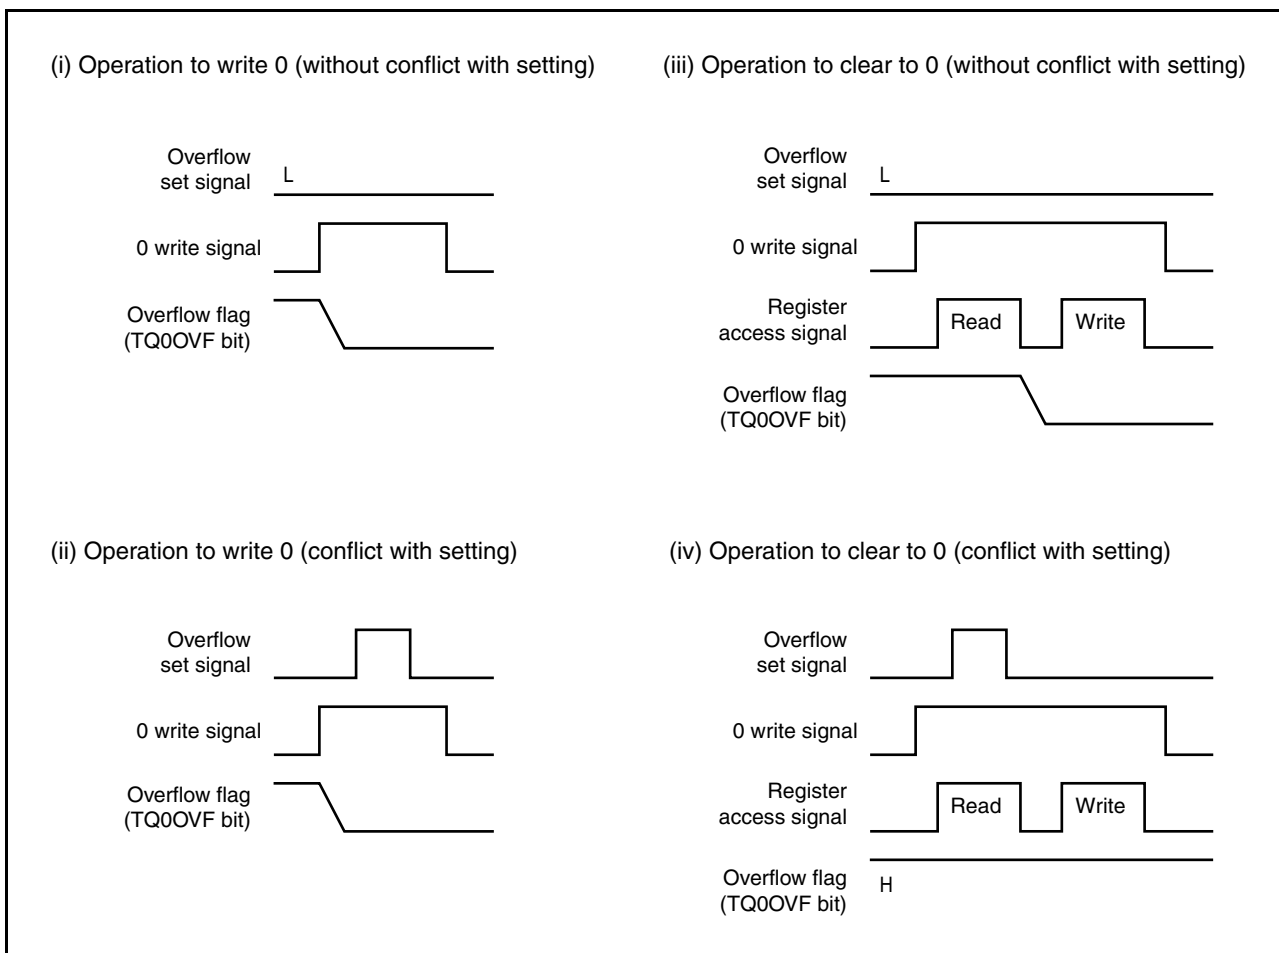 (i) Operation to write 0 (without conflict with setting)
Overflow
set signal
L
0 write signal
Overflow flag
(TQ0OVF bit)
(iii) Operation to clear to 0 (without conflict with setting)
Overflow
set signal
L
0 write signal
Register
access signal
Read
Write
Overflow flag
(TQ0OVF bit)
(ii) Operation to write 0 (conflict with setting)
Overflow
set signal
0 write signal
Overflow flag
(TQ0OVF bit)
(iv) Operation to clear to 0 (conflict with setting)
Overflow
set signal
0 write signal
Register
access signal
Read
Write
Overflow flag
(TQ0OVF bit)
H